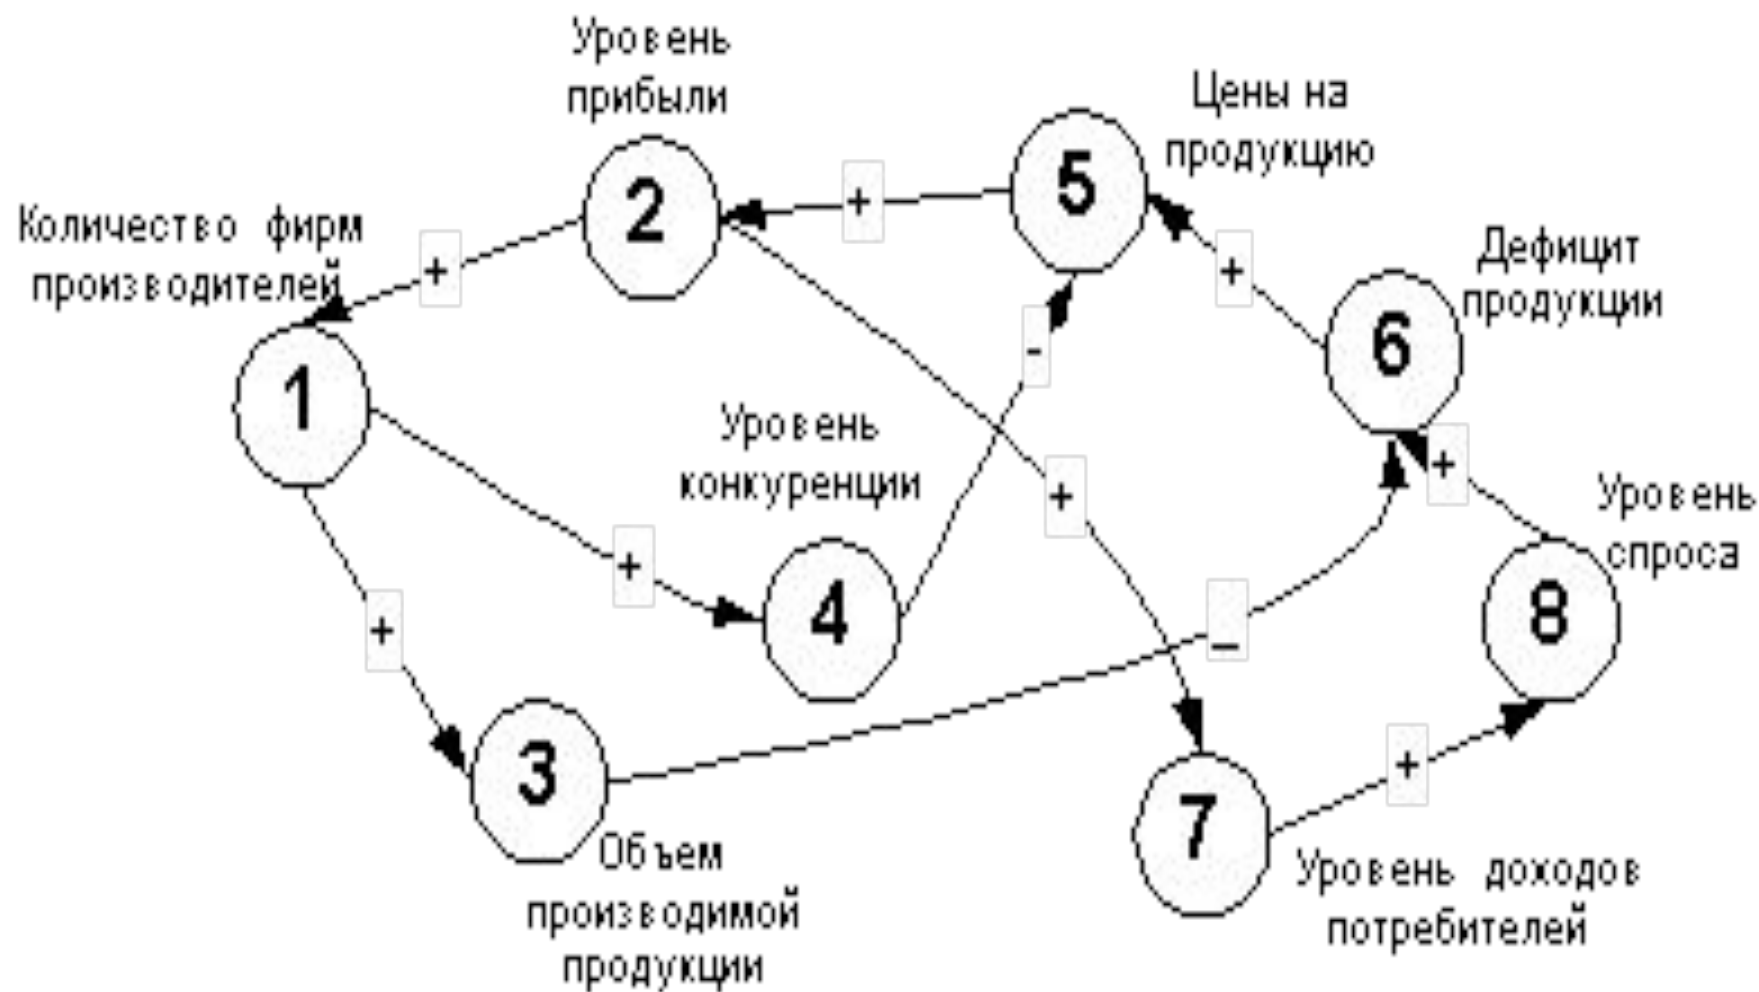 Уровень
прибыли
Цены на
продукцию
5
2
+
Количество фирм
производителей
+
+
Дефицит
продукции
6
-
1
Уровень
конкуренции
+
+
Уровень
спроса
+
4
8
+
_
3
+
7
Объем
производимой
продукции
Уровень доходов
потребителей